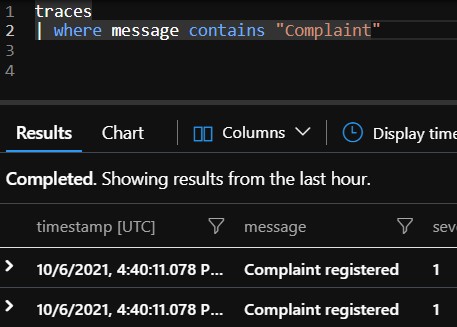 1 traces
2 | where message contains "Complaint"
3
4
Results Chart Columns Display time
Completed. Showing results from the last hour.
timestamp [UTC] message sev
10/6/2021, 4:40:11.078 P... Complaint registered 1
10/6/2021, 4:40:11.078 P... Complaint registered 1